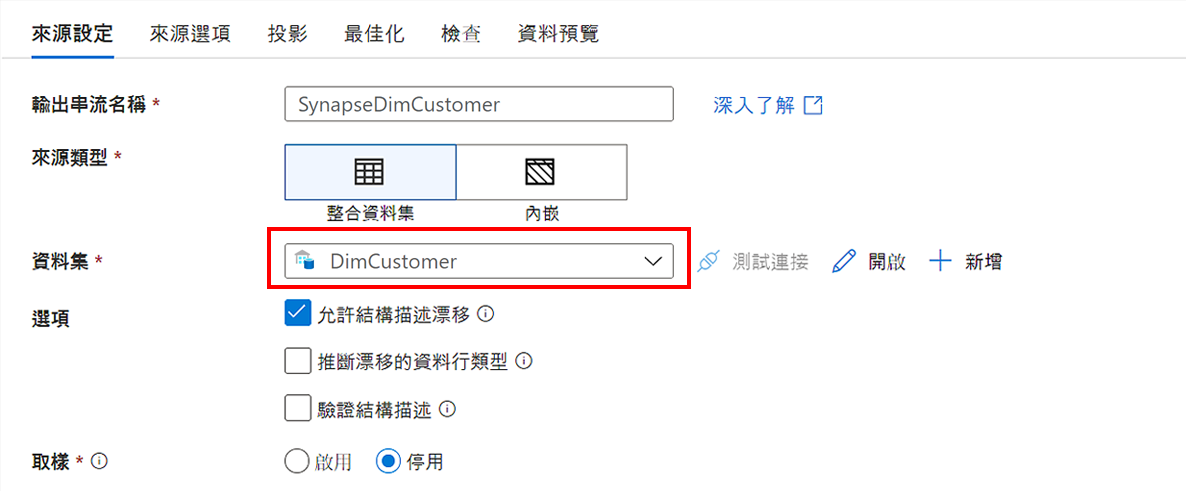 來源設定 來源選項 投影 最佳化 檢查 資料預覽
輸出串流名稱 * SynapseDimCustomer 深入了解
來源類型 *
整合資料集 內嵌
資料集 * DimCustomer 測試連接 開啟 新增
選項 允許結構描述漂移
推斷漂移的資料行類型
驗證結構描述
取樣 * 啟用 停用